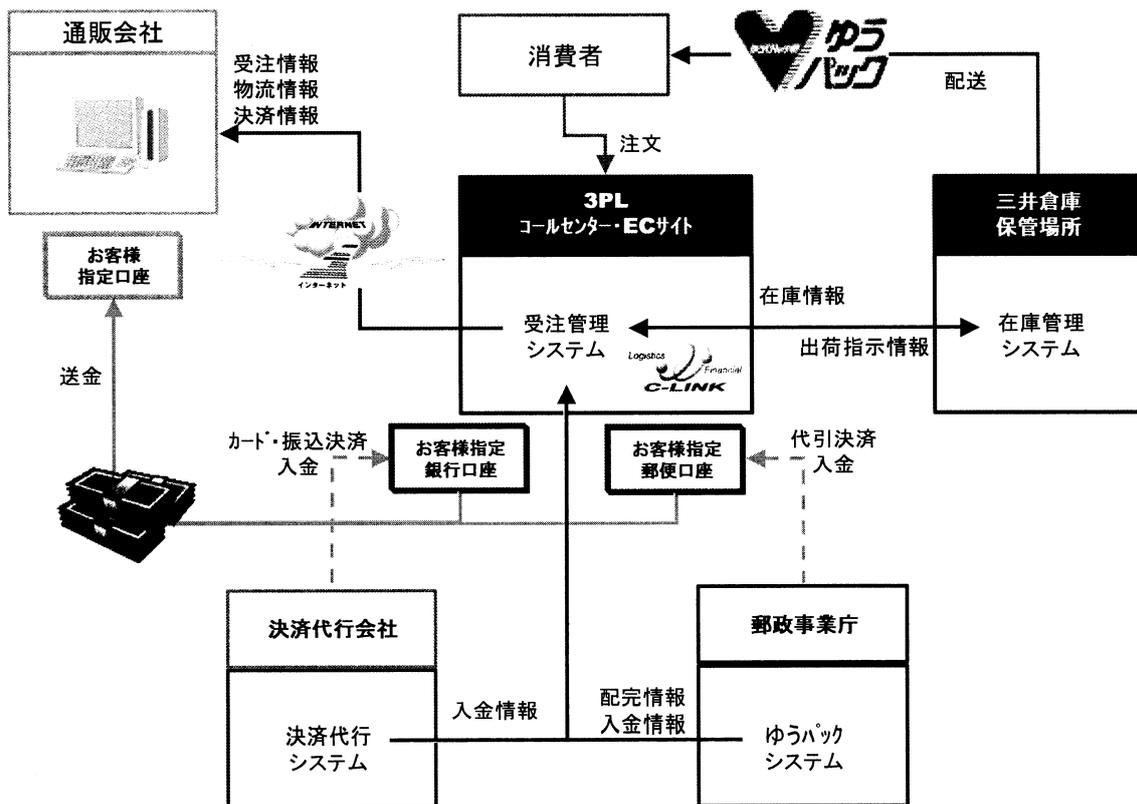 通販会社
受注情報
物流情報
決済情報
消費者
ゆう
パック
配送
注文
3PL
コールセンター・ECサイト
三井倉庫
保管場所
お客様
指定口座
INTERNET
インターネット
在庫情報
受注管理
システム
出荷指示情報
在庫管理
システム
Logistics
Financial
C-LINK
送金
カード・振込決済
入金
お客様指定
銀行口座
お客様指定
郵便口座
代引決済
入金
決済代行会社
郵政事業庁
入金情報
配完情報
入金情報
決済代行
システム
ゆうパック
システム